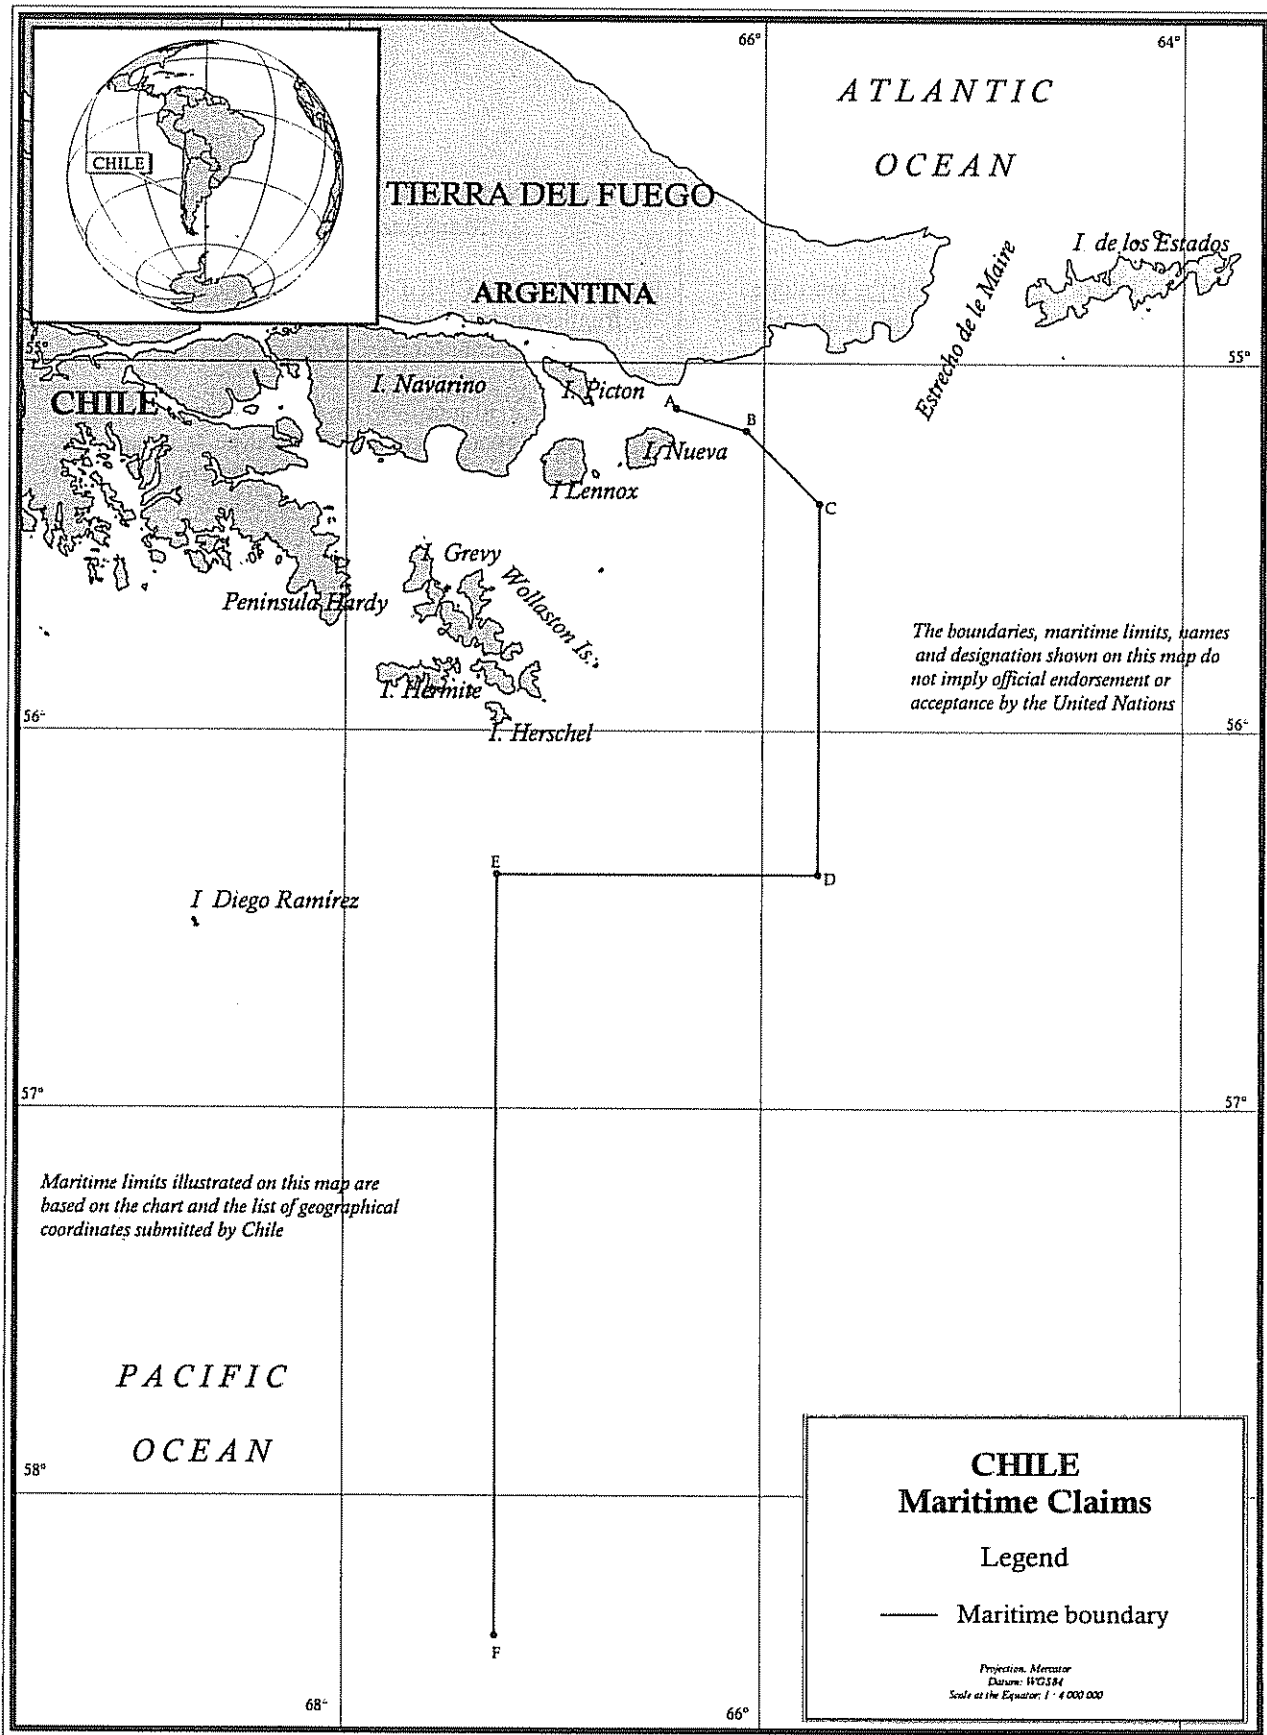 66°
64°
ATLANTIC
OCEAN
CHILE
TIERRA DEL FUEGO
I de los Estados
ARGENTINA
Estrecho de le Maire
55°
55°
I. Navarino
I. Picton
CHILE
A
B
I. Nueva
I Lennox
C
I. Grevy
Wollaston Is.
Peninsula Hardy
The boundaries, maritime limits, names
and designation shown on this map do
not imply official endorsement or
acceptance by the United Nations
I. Hermite
56°
56°
I. Herschel
E
D
I Diego Ramírez
57°
57°
Maritime limits illustrated on this map are
based on the chart and the list of geographical
coordinates submitted by Chile
PACIFIC
OCEAN
58°
CHILE
Maritime Claims
Legend
Maritime boundary
F
Projection. Mercator
Datum: WGS84
Scale at the Equator: 1 : 4 000 000
68°
66°